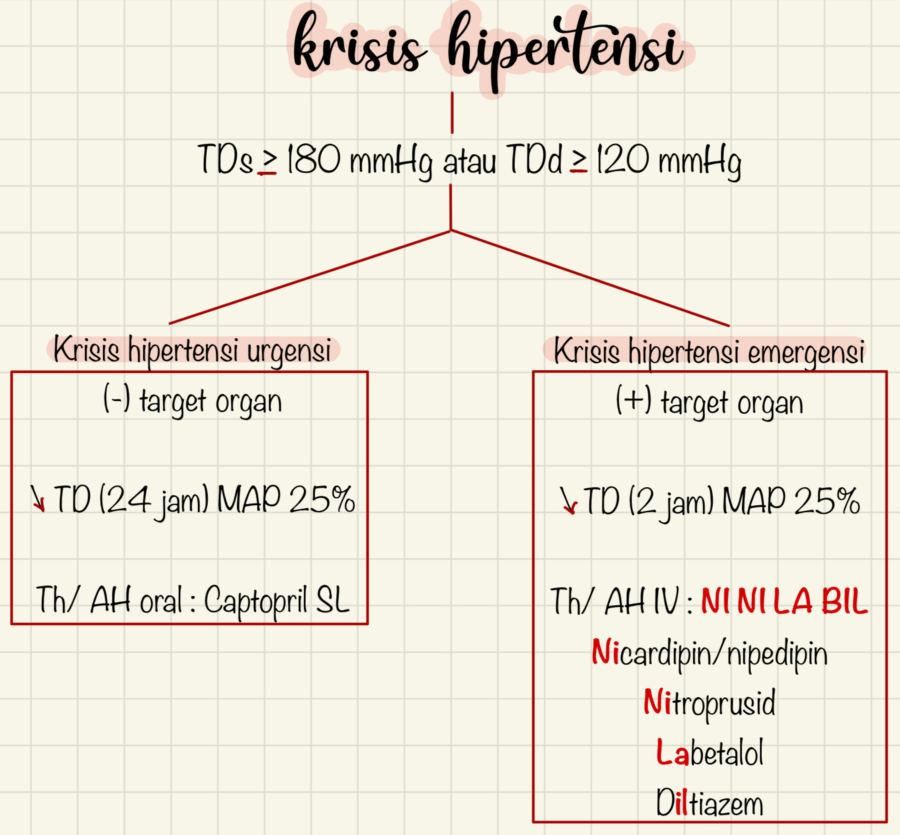 krisis hipertensi
TDs ≥ 180 mmHg atau TDd ≥ 120 mmHg
Krisis hipertensi urgensi
(-) target organ
↘ TD (24 jam) MAP 25%
Th/ AH oral : Captopril SL
Krisis hipertensi emergensi
(+) target organ
↘ TD (2 jam) MAP 25%
Th/ AH IV : NI NI LA BIL
Nicardipin/nipedipin
Nitroprusid
Labetalol
Diltiazem